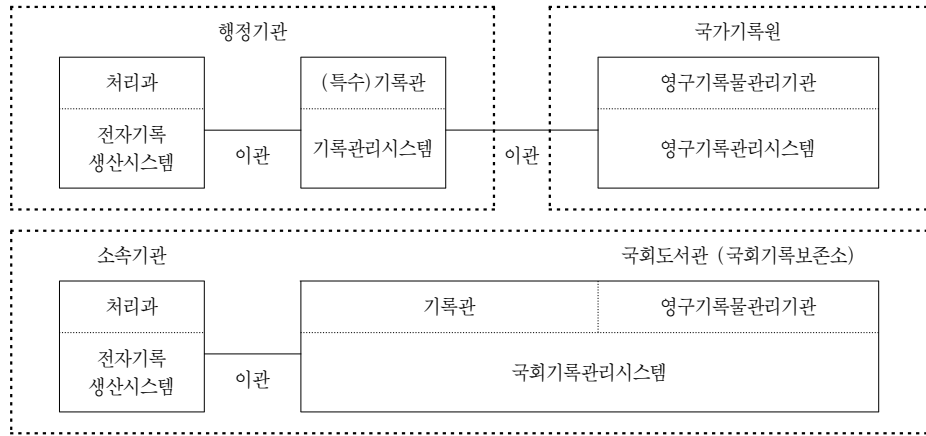 행정기관
국가기록원
처리과
(특수)기록관
영구기록물관리기관
전자기록
생산시스템
이관
기록관리시스템
이관
영구기록관리시스템
소속기관
국회도서관 (국회기록보존소)
처리과
기록관
영구기록물관리기관
전자기록
생산시스템
이관
국회기록관리시스템